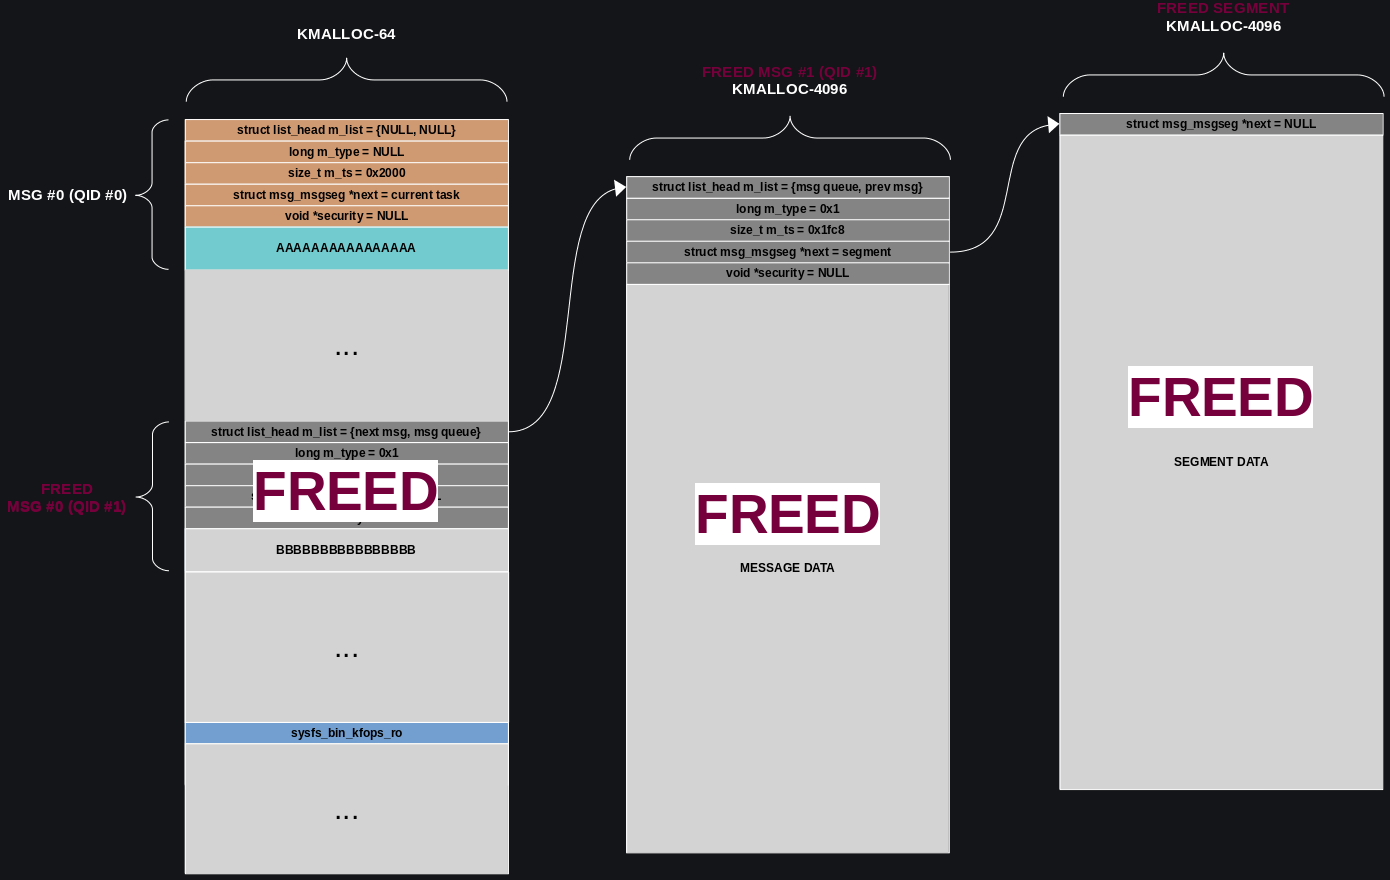 KMALLOC-64
MSG #0 (QID #0)
struct list_head m_list = {NULL, NULL}
long m_type = NULL
size_t m_ts = 0x2000
struct msg_msgseg *next = current task
void *security = NULL
AAAAAAAAAAAAAAAA
...
FREED
MSG #0 (QID #1)
struct list_head m_list = {next msg, msg queue}
long m_type = 0x1
FREED
BBBBBBBBBBBBBBBB
...
sysfs_bin_kfops_ro
...
FREED MSG #1 (QID #1)
KMALLOC-4096
struct list_head m_list = {msg queue, prev msg}
long m_type = 0x1
size_t m_ts = 0x1fc8
struct msg_msgseg *next = segment
void *security = NULL
FREED
MESSAGE DATA
FREED SEGMENT
KMALLOC-4096
struct msg_msgseg *next = NULL
FREED
SEGMENT DATA